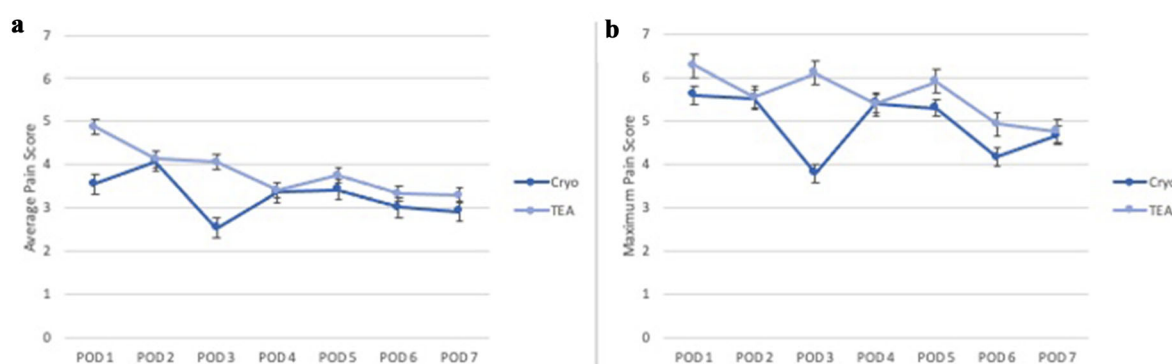 a
7
6
5
4
3
2
1
0
Average Pain Score
POD 1
POD 2
POD 3
POD 4
POD 5
POD 6
POD 7
Cryo
TEA
b
7
6
5
4
3
2
1
0
Maximum Pain Score
POD 1
POD 2
POD 3
POD 4
POD 5
POD 6
POD 7
Cryo
TEA